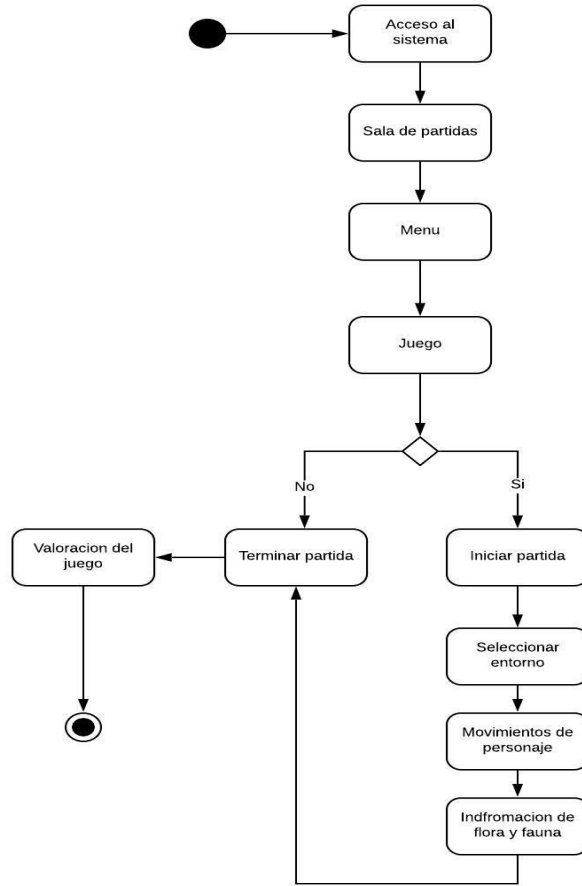 Acceso al
sistema
Sala de partidas
Menu
Juego
No
Si
Valoracion del
juego
Terminar partida
Iniciar partida
Seleccionar
entorno
Movimientos de
personaje
Indfromacion de
flora y fauna